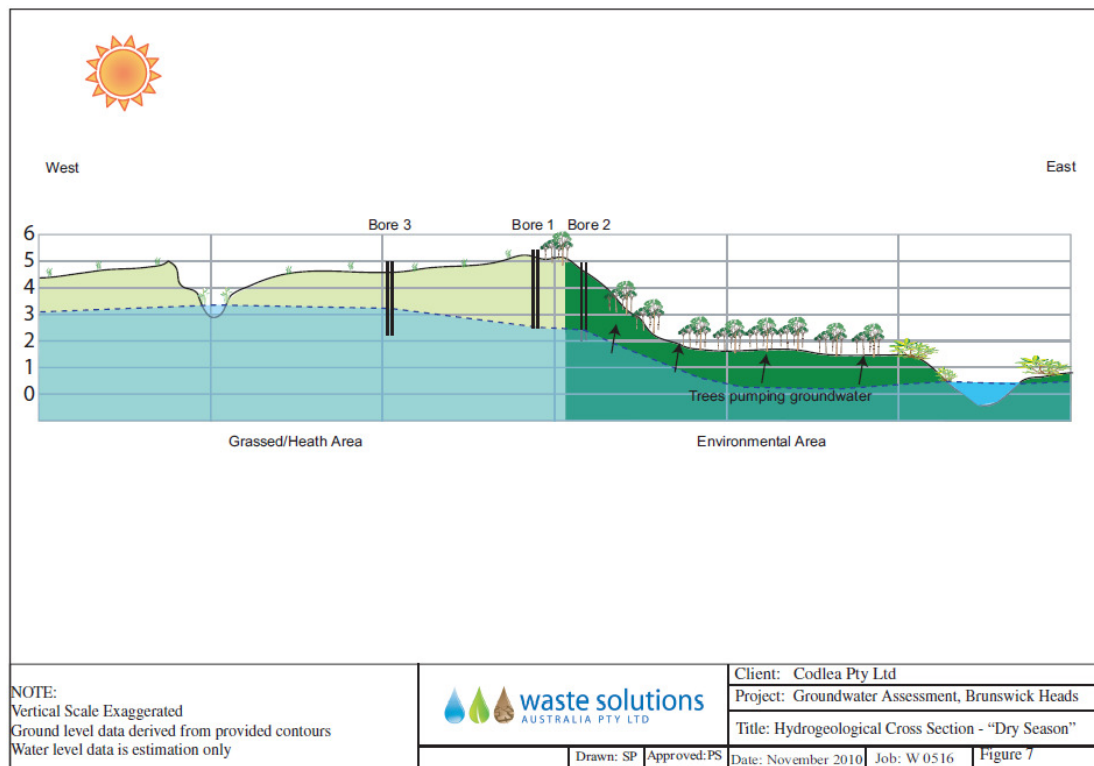 West
East
Bore 3
Bore 1
Bore 2
6
5
4
3
2
1
0
Trees pumping groundwater
Grassed/Heath Area
Environmental Area
NOTE:
Vertical Scale Exaggerated
Ground level data derived from provided contours
Water level data is estimation only
waste solutions
AUSTRALIA PTY LTD
Drawn: SP
Approved:PS
Client: Codlea Pty Ltd
Project: Groundwater Assessment, Brunswick Heads
Title: Hydrogeological Cross Section - “Dry Season”
Date: November 2010
Job: W 0516
Figure 7